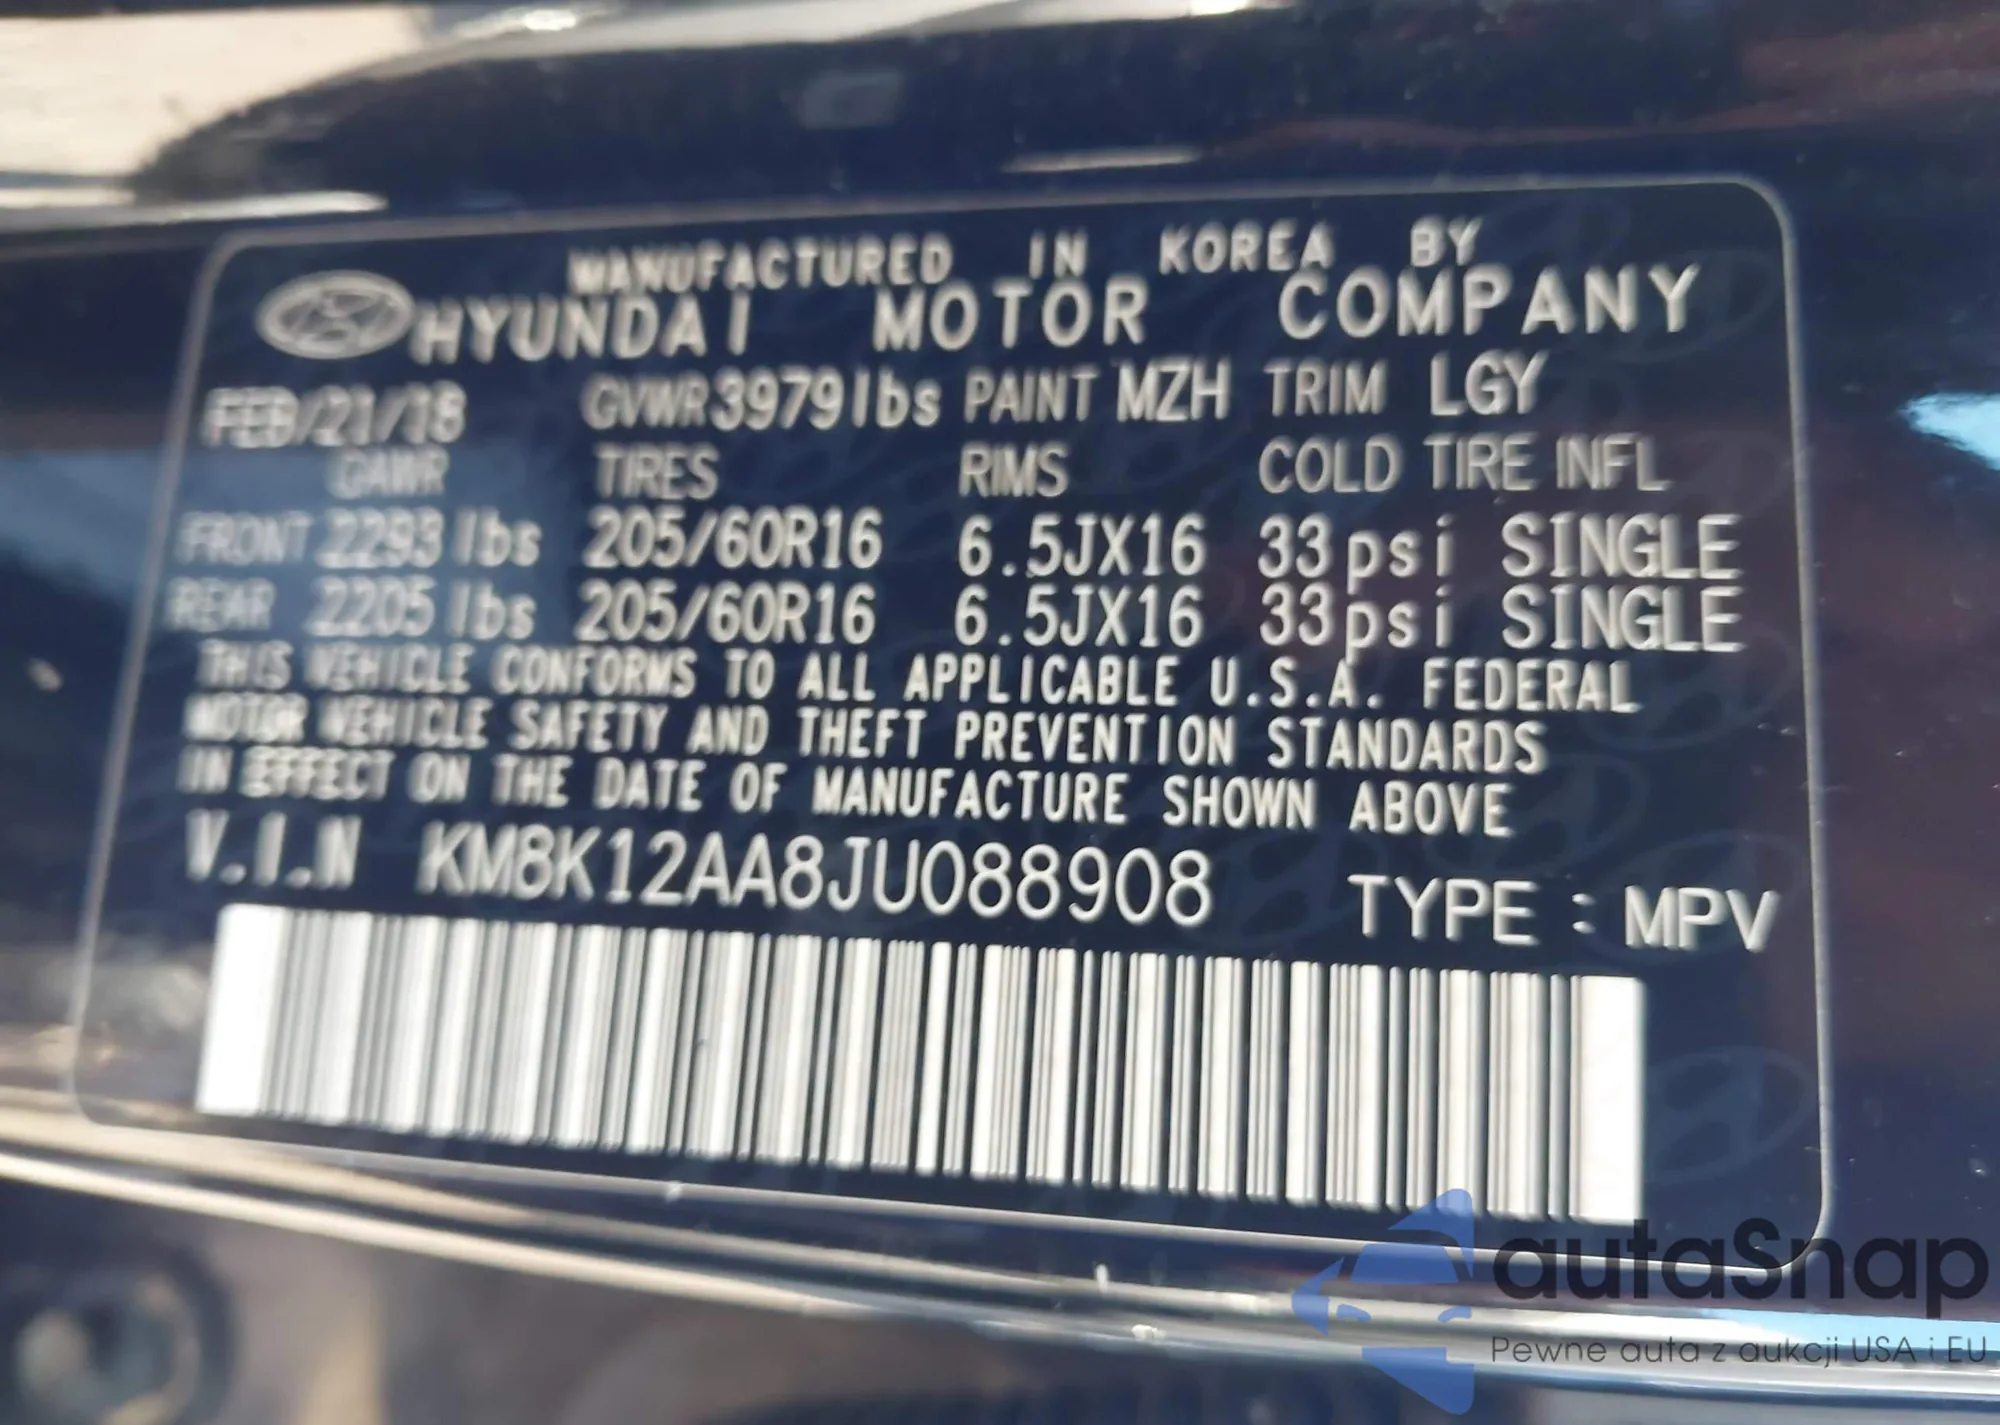 MANUFACTURED IN KOREA BY
HYUNDAI MOTOR COMPANY
FEB/21/18 GVWR 3979lbs PAINT MZH TRIM LGY
GAWR TIRES RIMS COLD TIRE INFL
FRONT 2293 lbs 205/60R16 6.5JX16 33psi SINGLE
REAR 2205 lbs 205/60R16 6.5JX16 33psi SINGLE
THIS VEHICLE CONFORMS TO ALL APPLICABLE U.S.A. FEDERAL
MOTOR VEHICLE SAFETY AND THEFT PREVENTION STANDARDS
IN EFFECT ON THE DATE OF MANUFACTURE SHOWN ABOVE
V.I.N KM8K12AA8JU088908 TYPE : MPV
autaSnap
Pewne auta z aukcji USA i EU